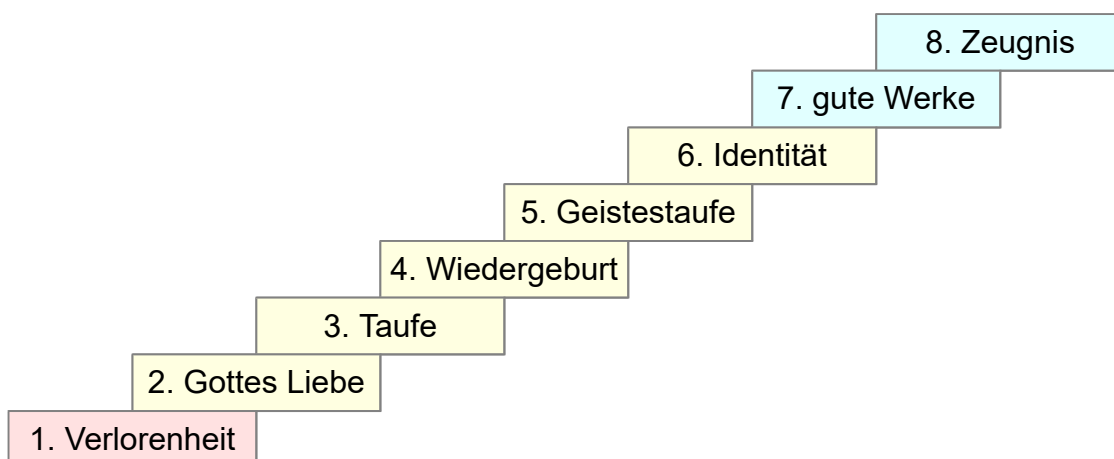 8. Zeugnis
7. gute Werke
6. Identität
5. Geistestaufe
4. Wiedergeburt
3. Taufe
2. Gottes Liebe
1. Verlorenheit